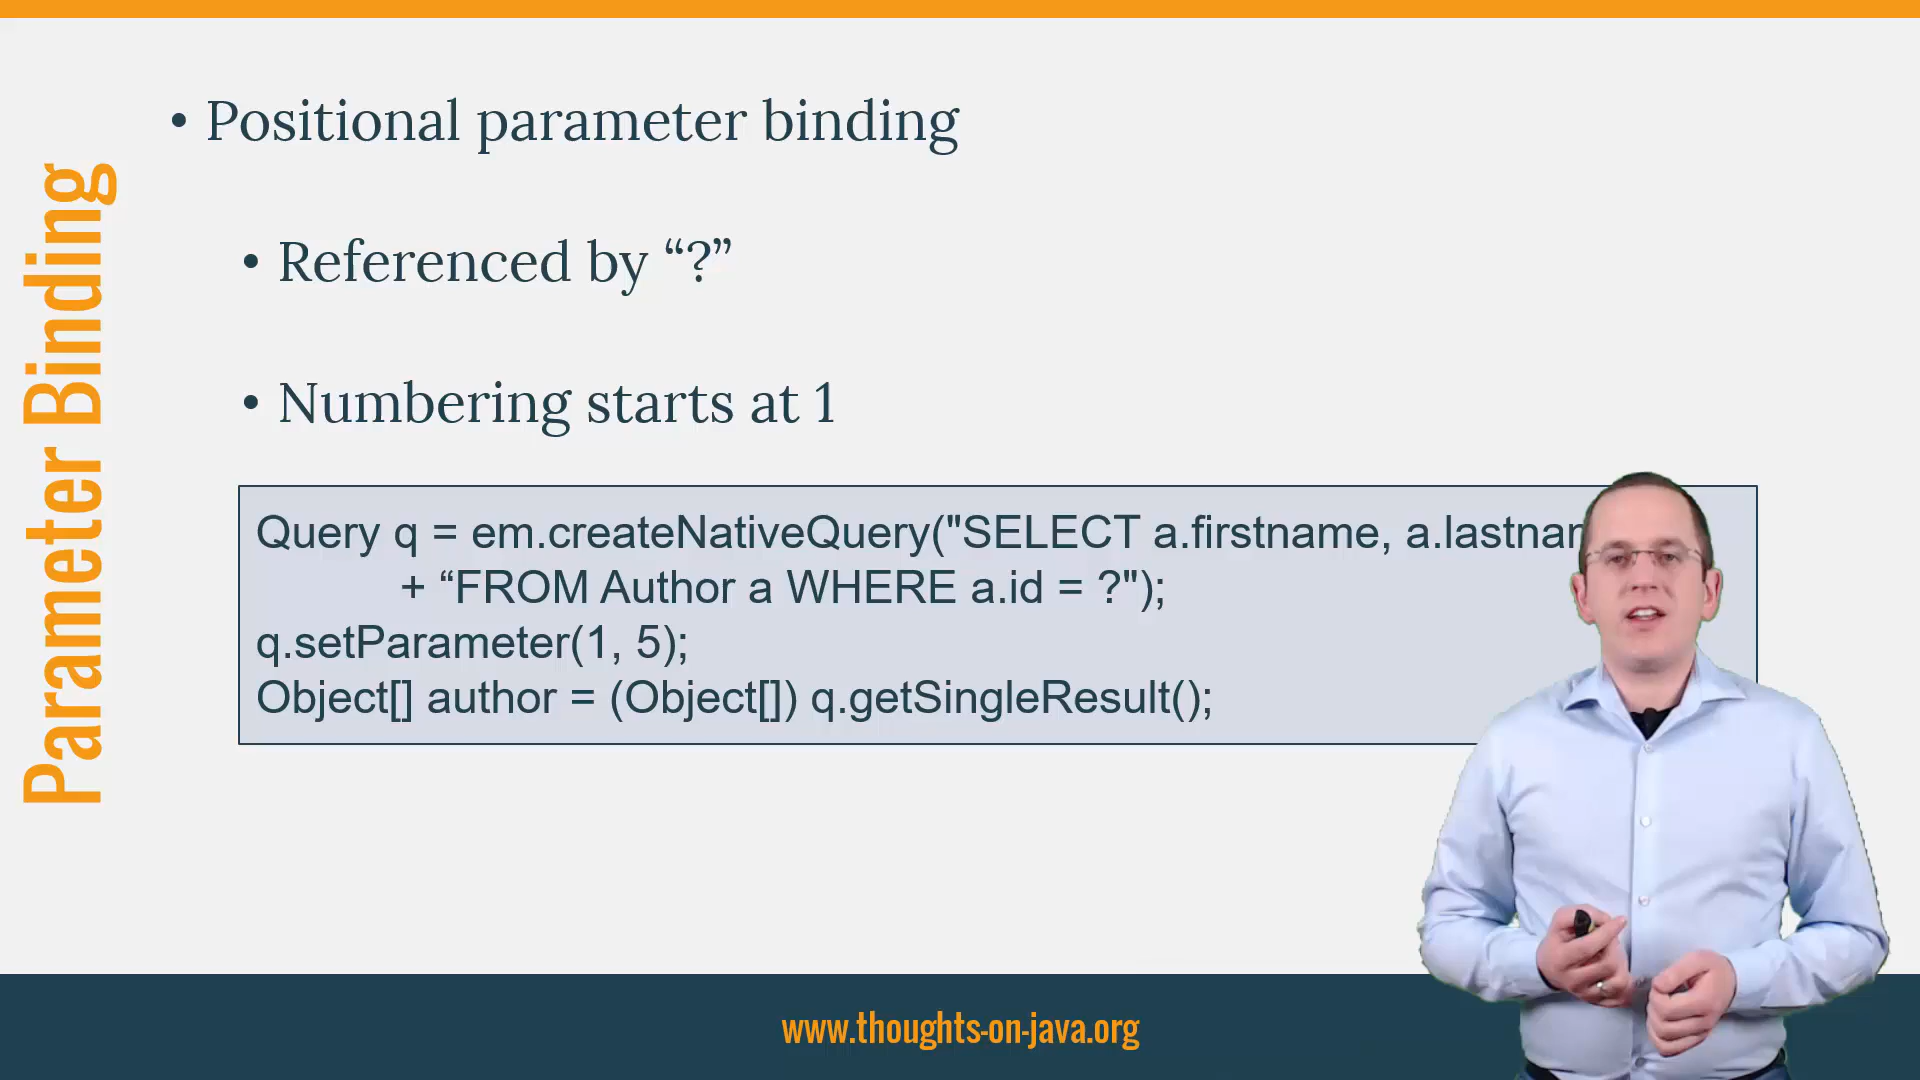 Parameter Binding
• Positional parameter binding
• Referenced by “?”
• Numbering starts at 1
Query q = em.createNativeQuery("SELECT a.firstname,
+ “FROM Author a WHERE a.id = ?");
q.setParameter(1, 5);
Object[] author = (Object[]) q.getSingleResult();
www.thoughts-on-java.org